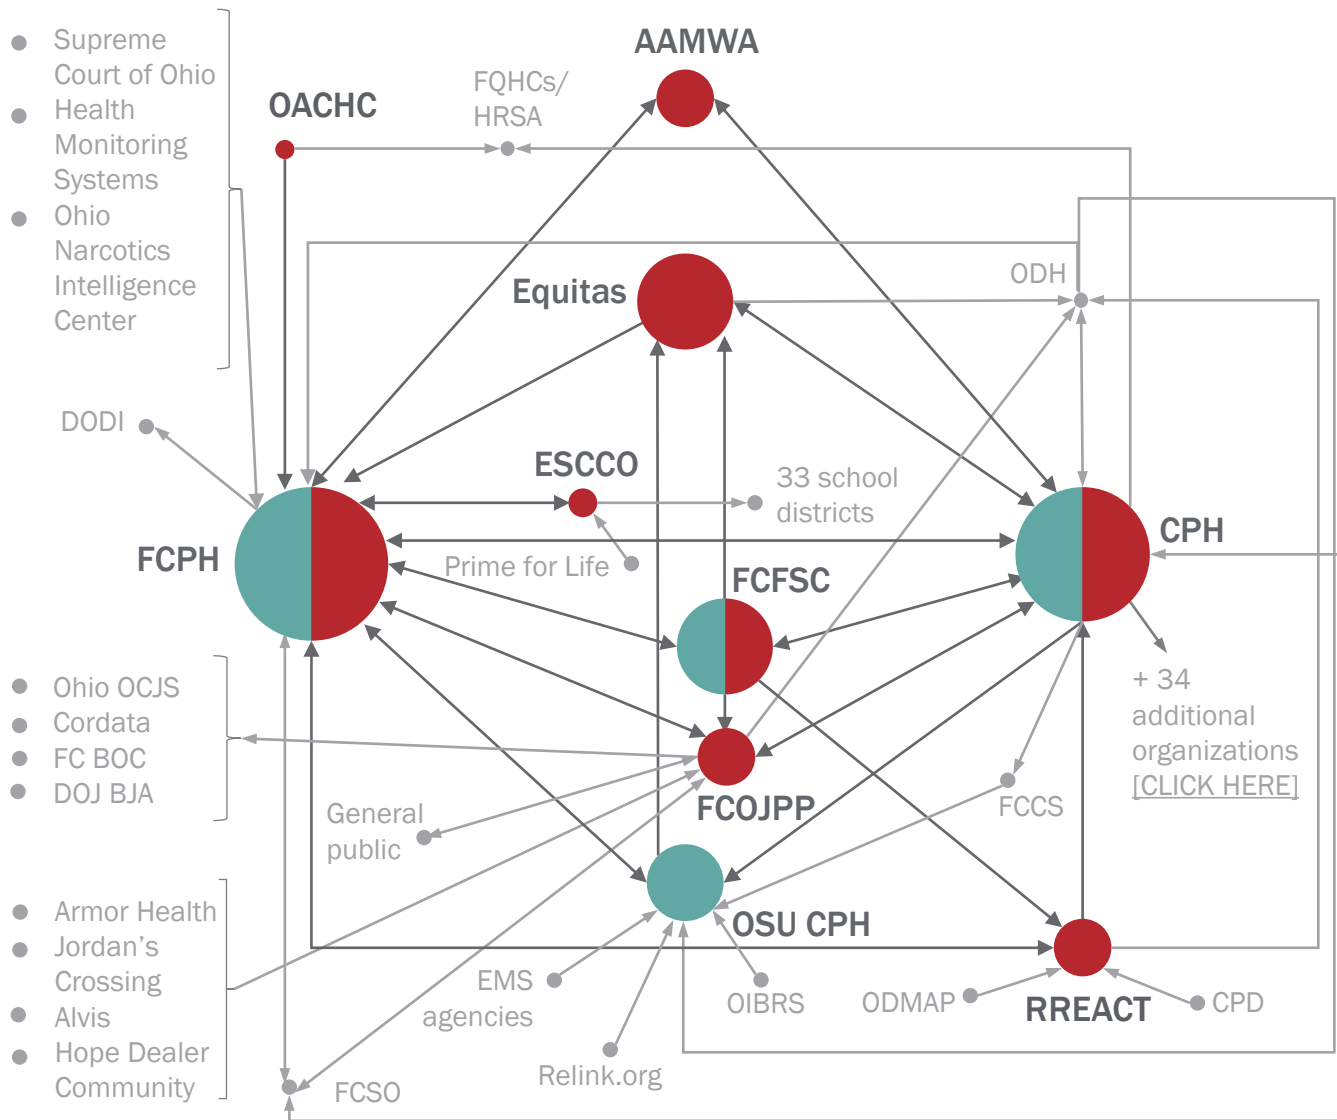 Supreme
Court of Ohio
Health
Monitoring
Systems
Ohio
Narcotics
Intelligence
Center
OACHC
FQHCs/
HRSA
AAMWA
Equitas
ODH
DODI
ESCCO
33 school
districts
FCPH
Prime for Life
FCFSC
CPH
+ 34
additional
organizations
[CLICK HERE]
Ohio OCJS
Cordata
FC BOC
DOJ BJA
General
public
FCOJPP
FCCS
Armor Health
Jordan’s
Crossing
Alvis
Hope Dealer
Community
OSU CPH
EMS
agencies
OIBRS
ODMAP
CPD
RREACT
Relink.org
FCSO